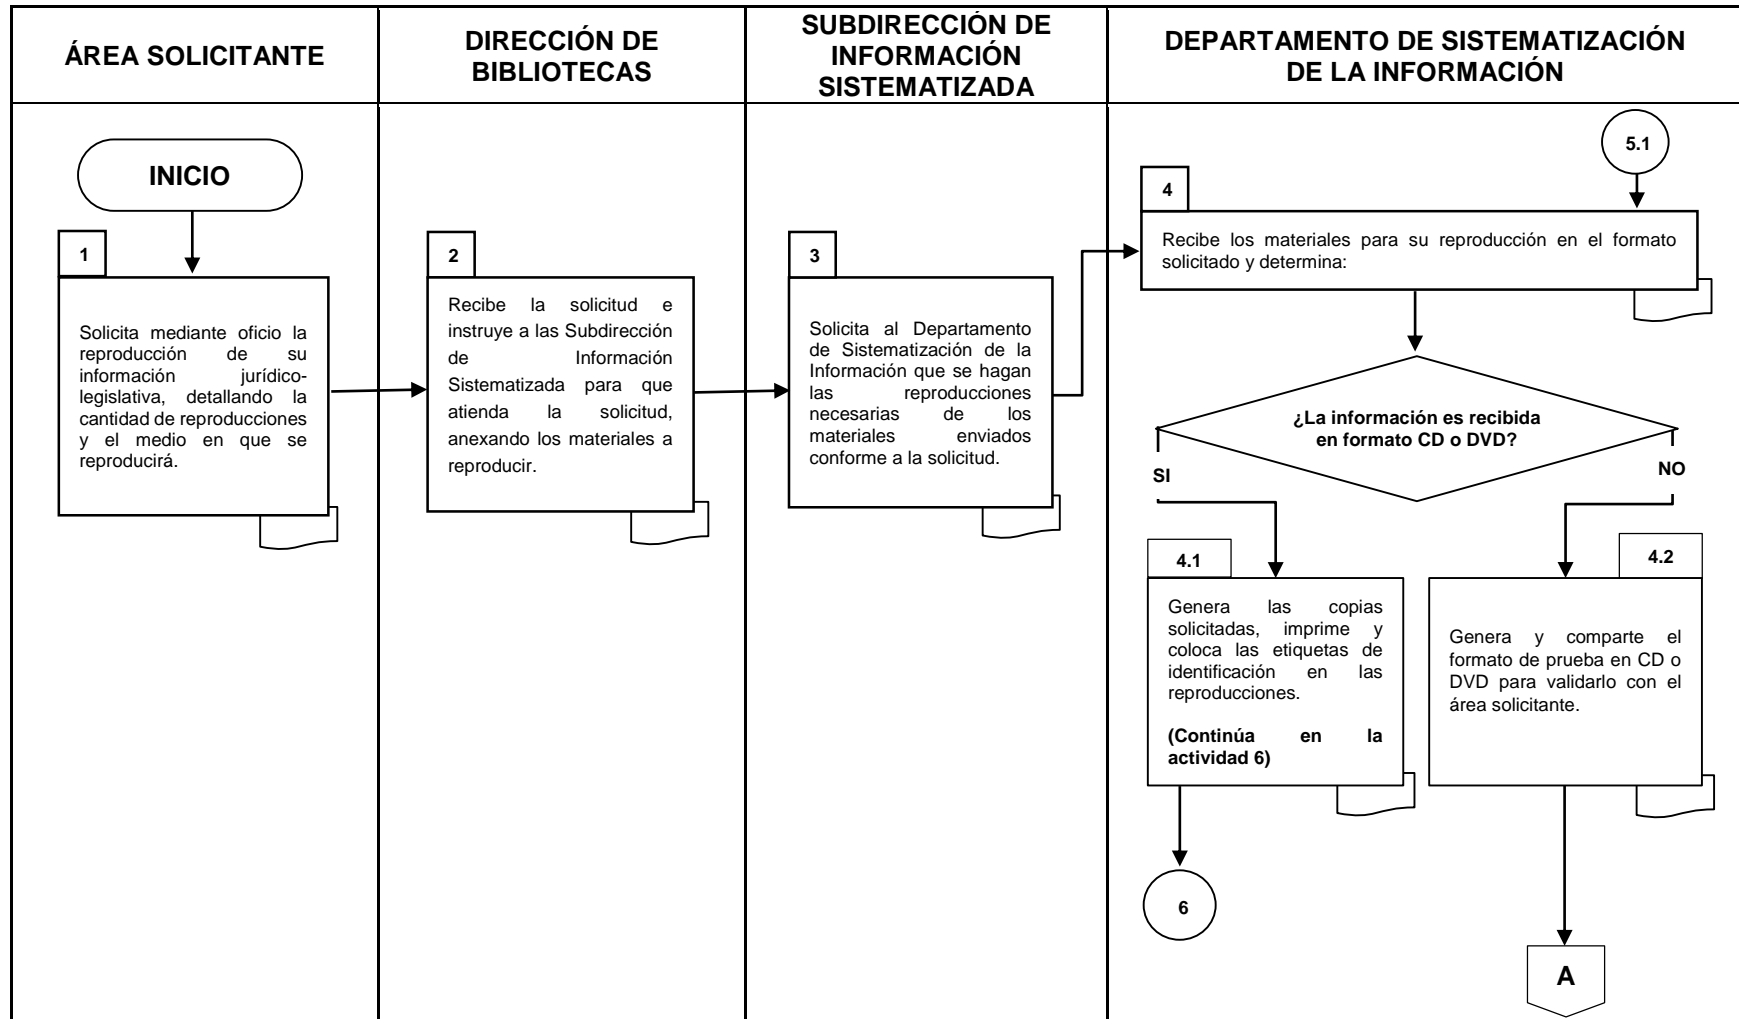 ÁREA SOLICITANTE
DIRECCIÓN DE
BIBLIOTECAS
SUBDIRECCIÓN DE
INFORMACIÓN
SISTEMATIZADA
DEPARTAMENTO DE SISTEMATIZACIÓN
DE LA INFORMACIÓN
INICIO
1
Solicita mediante oficio la
reproducción de su
información jurídico-
legislativa, detallando la
cantidad de reproducciones
y el medio en que se
reproducirá.
2
Recibe la solicitud e
instruye a las Subdirección
de Información
Sistematizada para que
atienda la solicitud,
anexando los materiales a
reproducir.
3
Solicita al Departamento
de Sistematización de la
Información que se hagan
las reproducciones
necesarias de los
materiales enviados
conforme a la solicitud.
5.1
4
Recibe los materiales para su reproducción en el formato
solicitado y determina:
¿La información es recibida
en formato CD o DVD?
SI
NO
4.1
Genera las copias
solicitadas, imprime y
coloca las etiquetas de
identificación en las
reproducciones.
(Continúa en la
actividad 6)
6
4.2
Genera y comparte el
formato de prueba en CD o
DVD para validarlo con el
área solicitante.
A